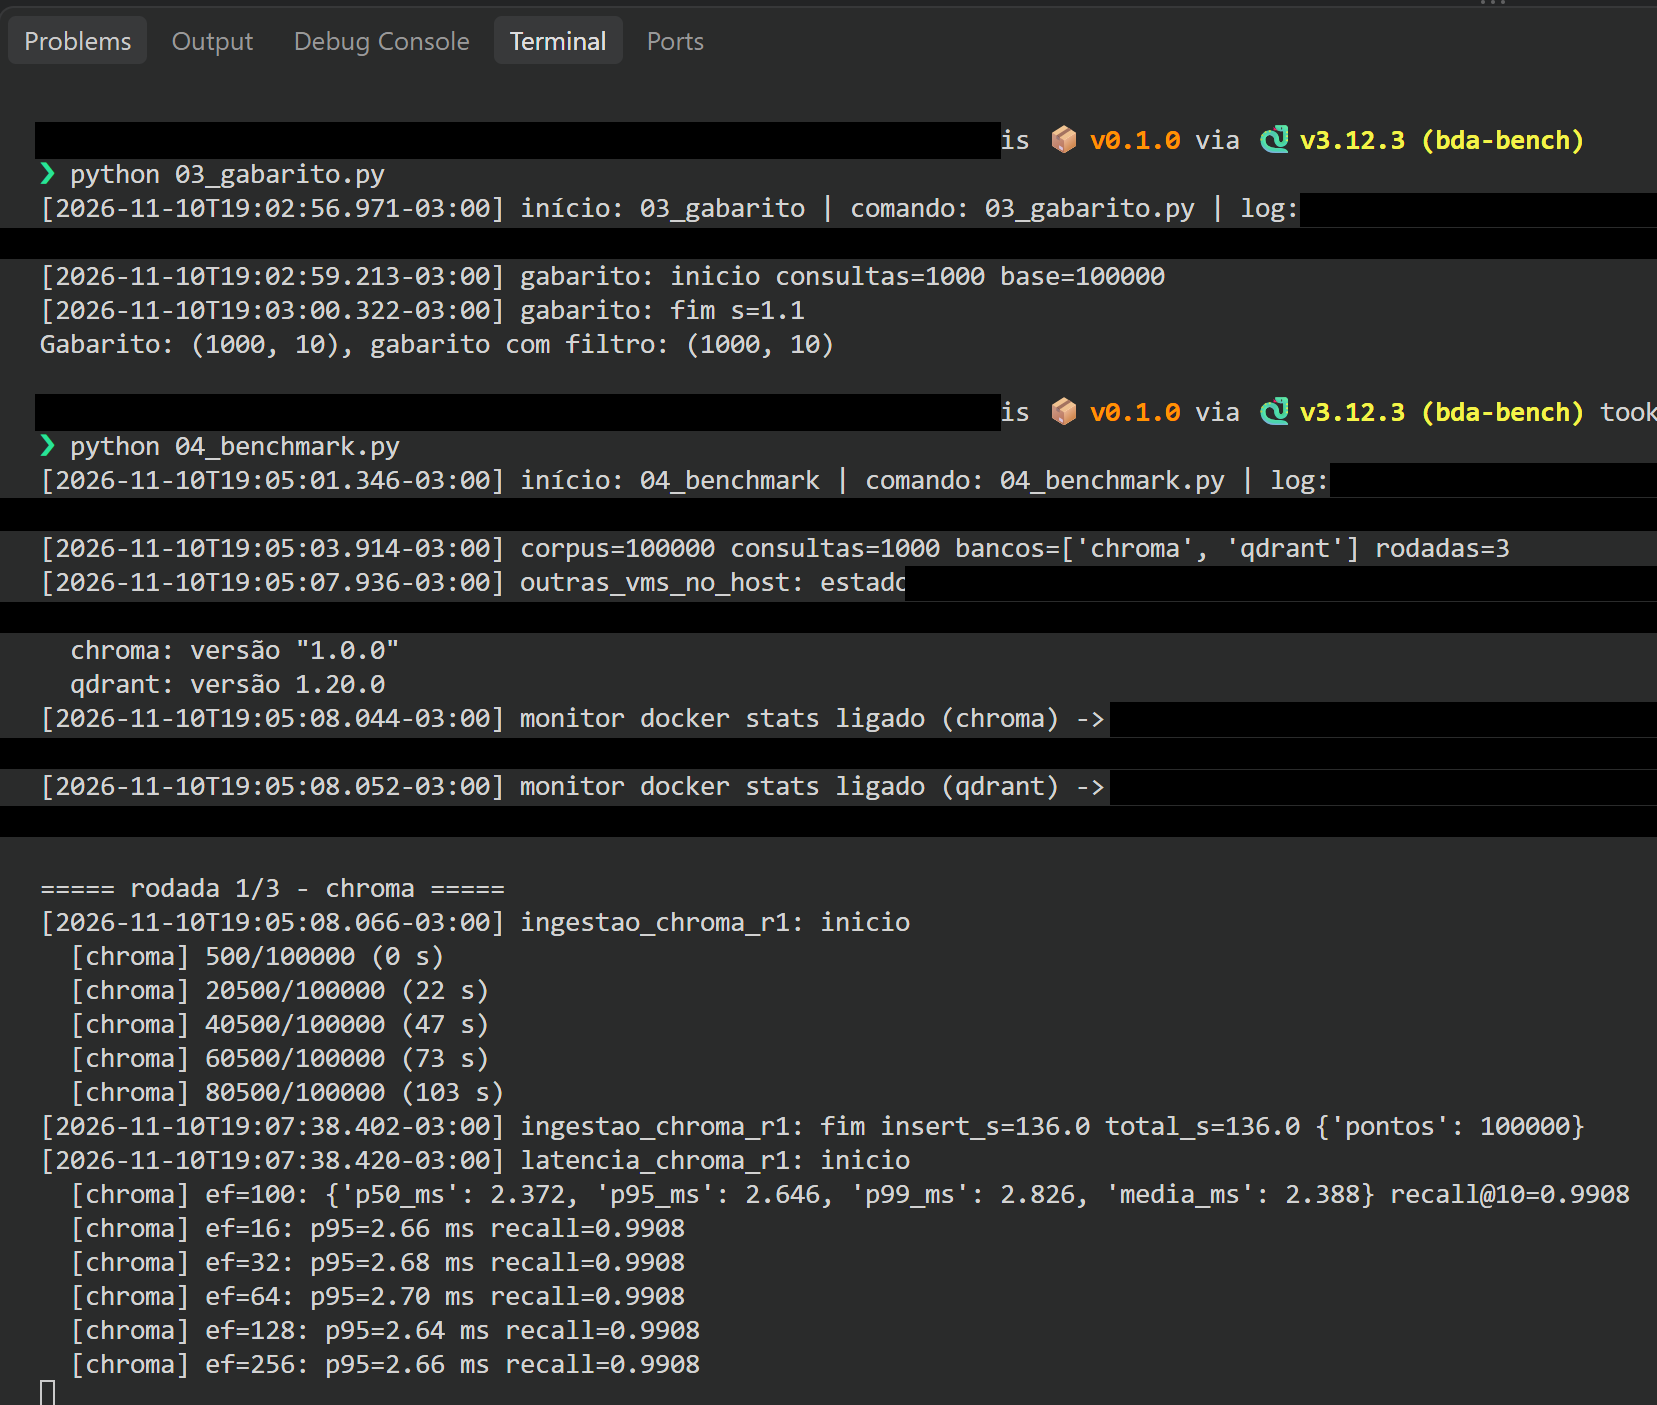 Problems Output Debug Console Terminal Ports
is 📦 v0.1.0 via 🐍 v3.12.3 (bda-bench)
❯ python 03_gabarito.py
[2026-11-10T19:02:56.971-03:00] início: 03_gabarito | comando: 03_gabarito.py | log:
[2026-11-10T19:02:59.213-03:00] gabarito: inicio consultas=1000 base=100000
[2026-11-10T19:03:00.322-03:00] gabarito: fim s=1.1
Gabarito: (1000, 10), gabarito com filtro: (1000, 10)
is 📦 v0.1.0 via 🐍 v3.12.3 (bda-bench) took
❯ python 04_benchmark.py
[2026-11-10T19:05:01.346-03:00] início: 04_benchmark | comando: 04_benchmark.py | log:
[2026-11-10T19:05:03.914-03:00] corpus=100000 consultas=1000 bancos=['chroma', 'qdrant'] rodadas=3
[2026-11-10T19:05:07.936-03:00] outras_vms_no_host: estado
chroma: versão "1.0.0"
qdrant: versão 1.20.0
[2026-11-10T19:05:08.044-03:00] monitor docker stats ligado (chroma) ->
[2026-11-10T19:05:08.052-03:00] monitor docker stats ligado (qdrant) ->
===== rodada 1/3 - chroma =====
[2026-11-10T19:05:08.066-03:00] ingestao_chroma_r1: inicio
[chroma] 500/100000 (0 s)
[chroma] 20500/100000 (22 s)
[chroma] 40500/100000 (47 s)
[chroma] 60500/100000 (73 s)
[chroma] 80500/100000 (103 s)
[2026-11-10T19:07:38.402-03:00] ingestao_chroma_r1: fim insert_s=136.0 total_s=136.0 {'pontos': 100000}
[2026-11-10T19:07:38.420-03:00] latencia_chroma_r1: inicio
[chroma] ef=100: {'p50_ms': 2.372, 'p95_ms': 2.646, 'p99_ms': 2.826, 'media_ms': 2.388} recall@10=0.9908
[chroma] ef=16: p95=2.66 ms recall=0.9908
[chroma] ef=32: p95=2.68 ms recall=0.9908
[chroma] ef=64: p95=2.70 ms recall=0.9908
[chroma] ef=128: p95=2.64 ms recall=0.9908
[chroma] ef=256: p95=2.66 ms recall=0.9908